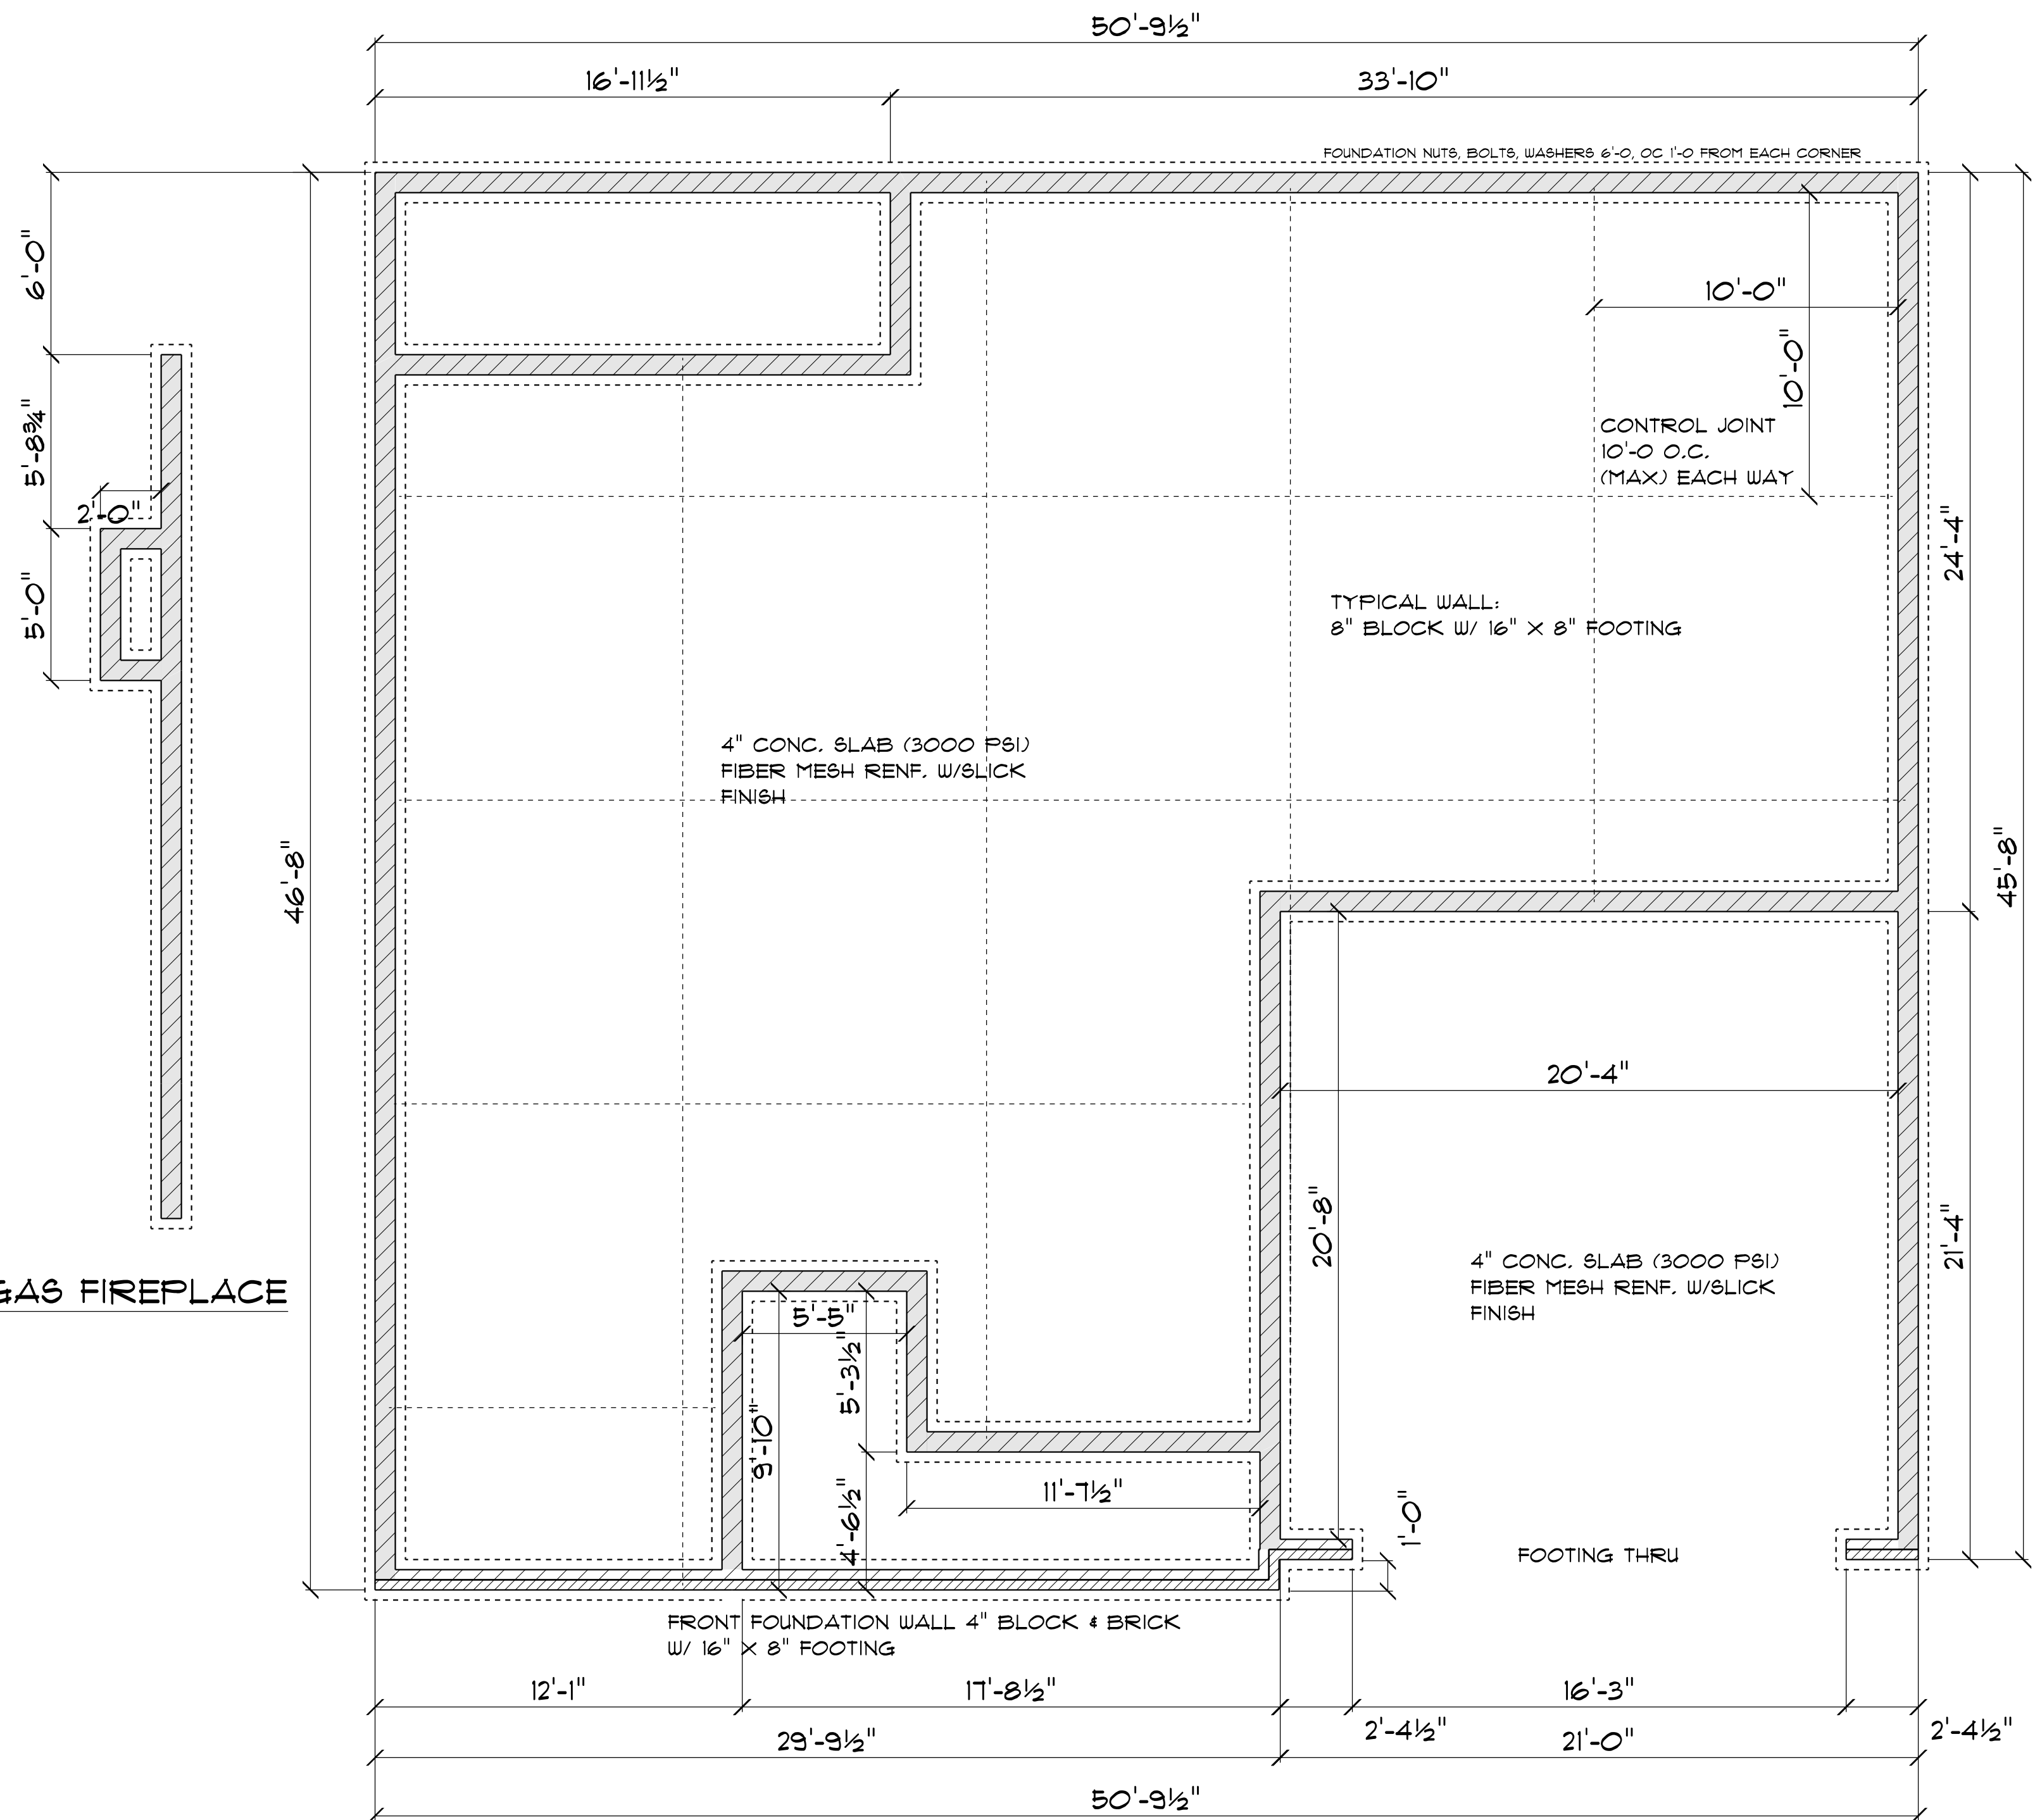 50'-9½"
16'-11½"
33'-10"
FOUNDATION NUTS, BOLTS, WASHERS 6'-0, OC 1'-0 FROM EACH CORNER
6'-0"
10'-0"
10'-0"
5'-8¾"
CONTROL JOINT
10'-0 O.C.
(MAX) EACH WAY
2'-0"
24'-4"
5'-0"
TYPICAL WALL:
8" BLOCK W/ 16" X 8" FOOTING
4" CONC. SLAB (3000 PSI)
FIBER MESH RENF. W/SLICK
FINISH
46'-8"
45'-8"
20'-4"
20'-8"
21'-4"
GAS FIREPLACE
4" CONC. SLAB (3000 PSI)
FIBER MESH RENF. W/SLICK
FINISH
5'-5"
5'-3½"
9'-10"
11'-7½"
4'-6½"
1'-0"
FOOTING THRU
FRONT FOUNDATION WALL 4" BLOCK & BRICK
W/ 16" X 8" FOOTING
12'-1"
17'-8½"
16'-3"
2'-4½"
2'-4½"
29'-9½"
21'-0"
50'-9½"